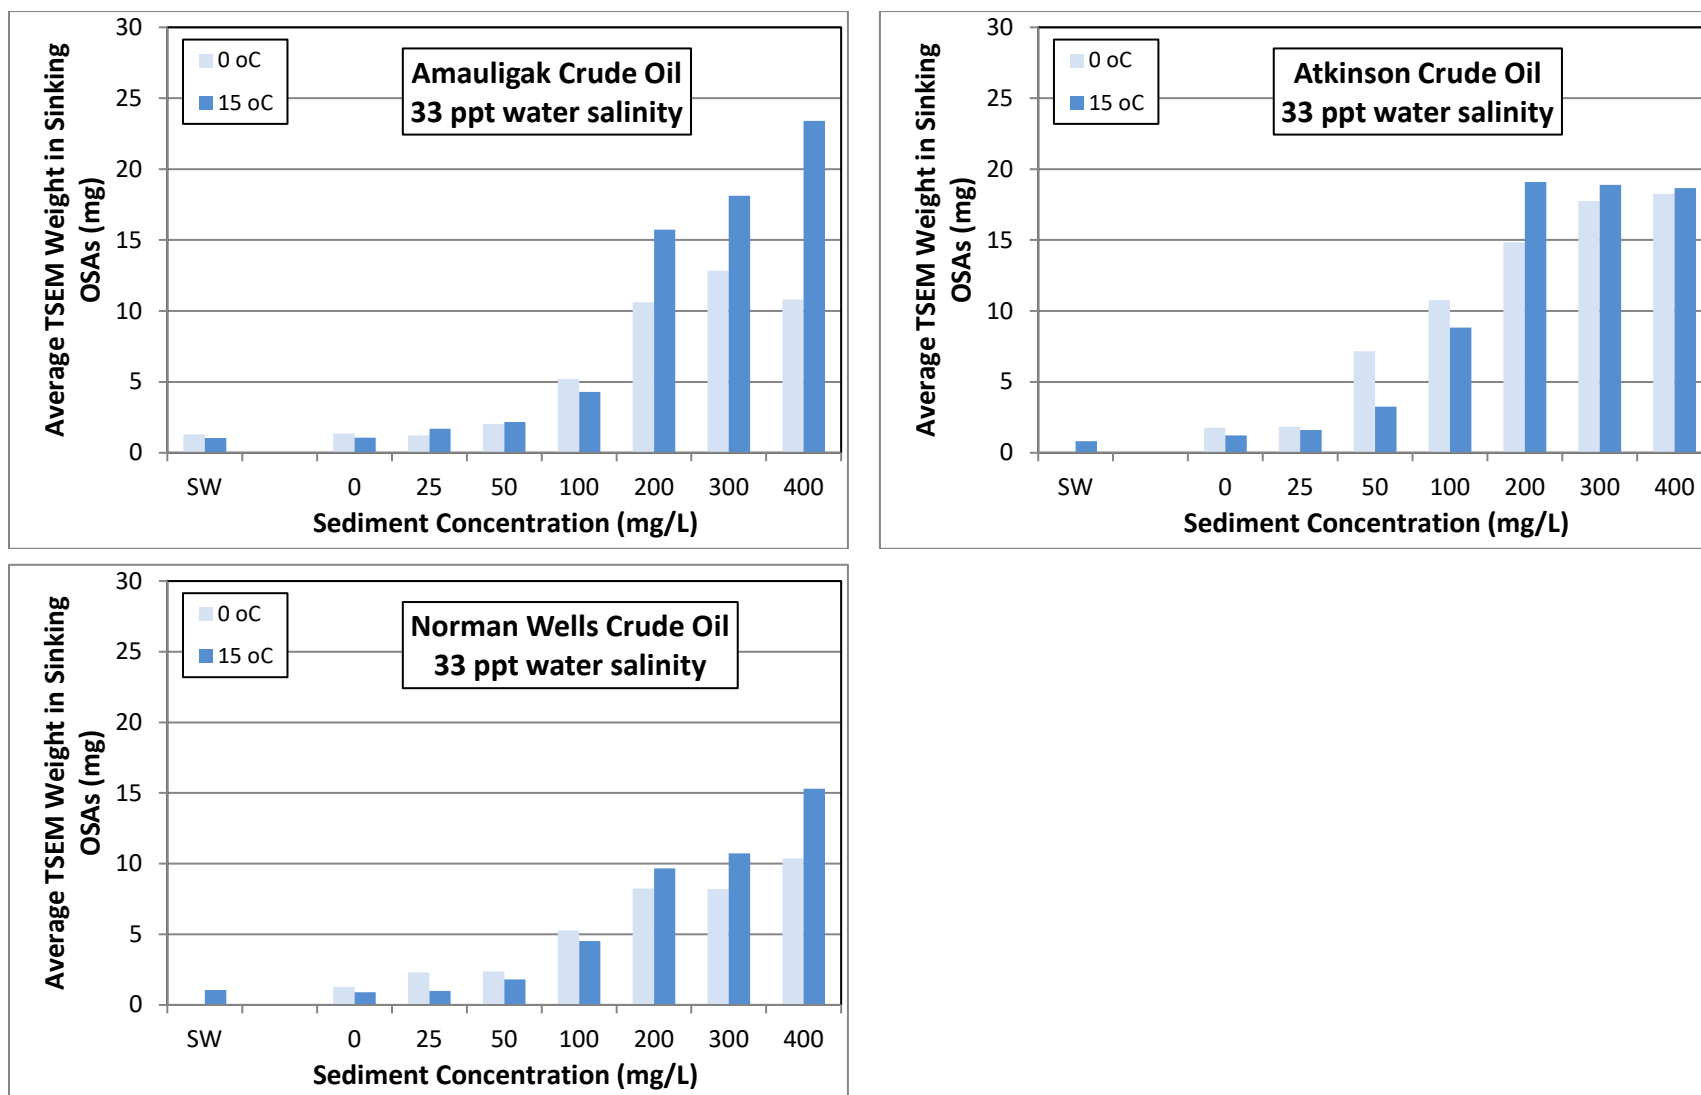 Average TSEM Weight in Sinking
OSAs (mg)
30
25
20
15
10
5
0
0 oC
15 oC
Amauligak Crude Oil
33 ppt water salinity
SW 0 25 50 100 200 300 400
Sediment Concentration (mg/L)
Average TSEM Weight in Sinking
OSAs (mg)
30
25
20
15
10
5
0
0 oC
15 oC
Atkinson Crude Oil
33 ppt water salinity
SW 0 25 50 100 200 300 400
Sediment Concentration (mg/L)
Average TSEM Weight in Sinking
OSAs (mg)
30
25
20
15
10
5
0
0 oC
15 oC
Norman Wells Crude Oil
33 ppt water salinity
SW 0 25 50 100 200 300 400
Sediment Concentration (mg/L)